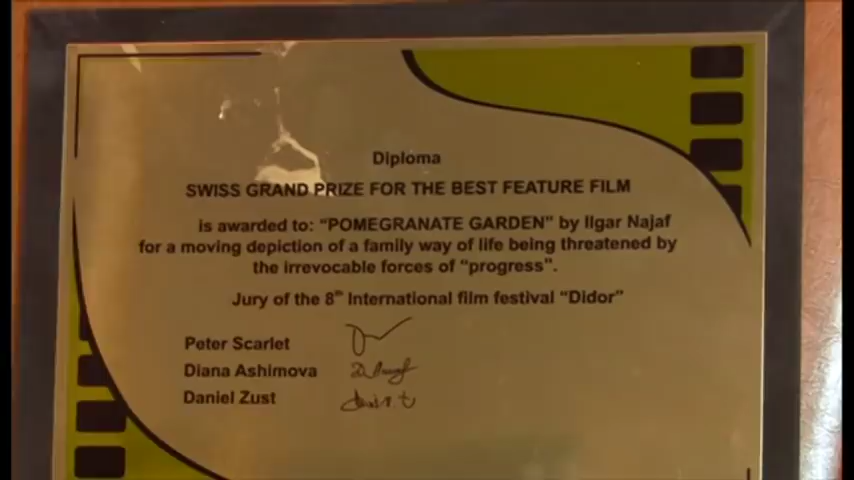 Diploma
SWISS GRAND PRIZE FOR THE BEST FEATURE FILM
is awarded to: "POMEGRANATE GARDEN" by Ilgar Najaf
for a moving depiction of a family way of life being threatened by
the irrevocable forces of "progress".
Jury of the 8th International film festival "Didor"
Peter Scarlet
Diana Ashimova
Daniel Zust